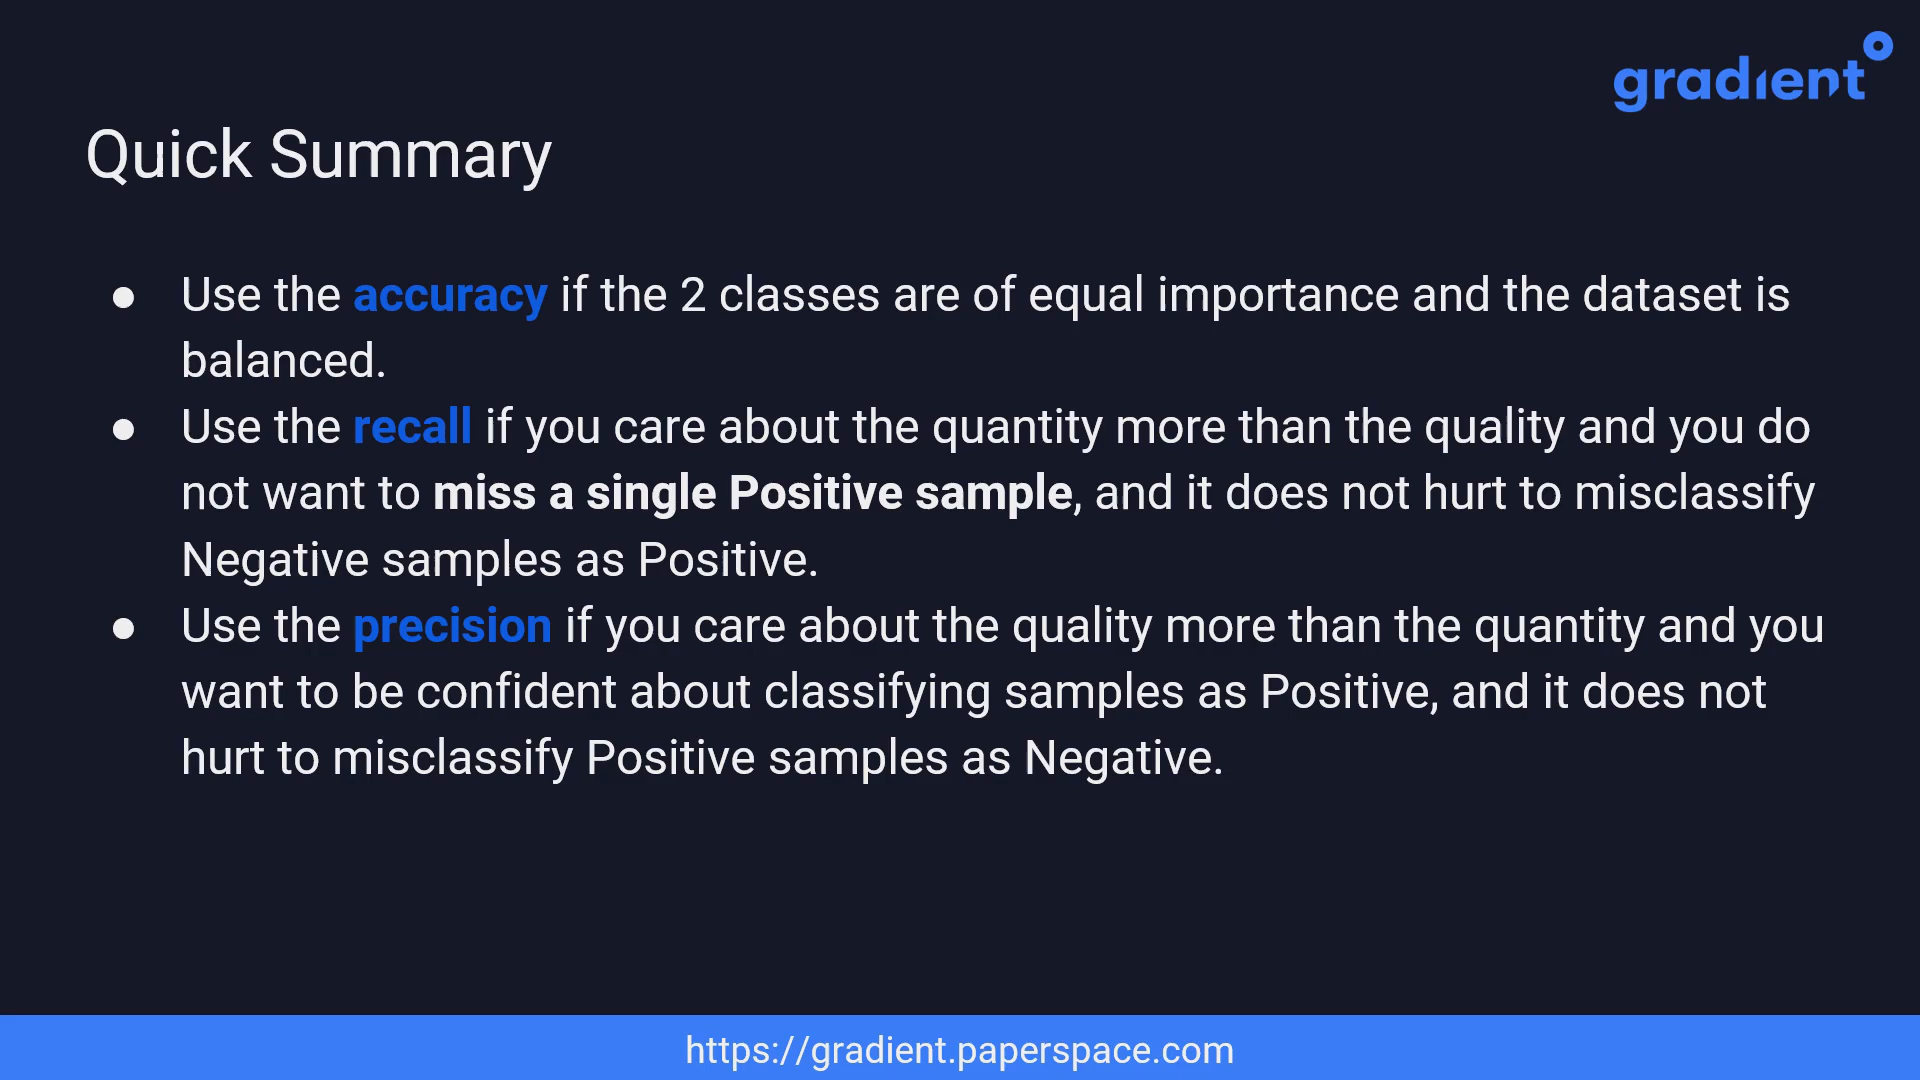 gradient
Quick Summary
● Use the accuracy if the 2 classes are of equal importance and the dataset is
balanced.
● Use the recall if you care about the quantity more than the quality and you do
not want to miss a single Positive sample, and it does not hurt to misclassify
Negative samples as Positive.
● Use the precision if you care about the quality more than the quantity and you
want to be confident about classifying samples as Positive, and it does not
hurt to misclassify Positive samples as Negative.
https://gradient.paperspace.com